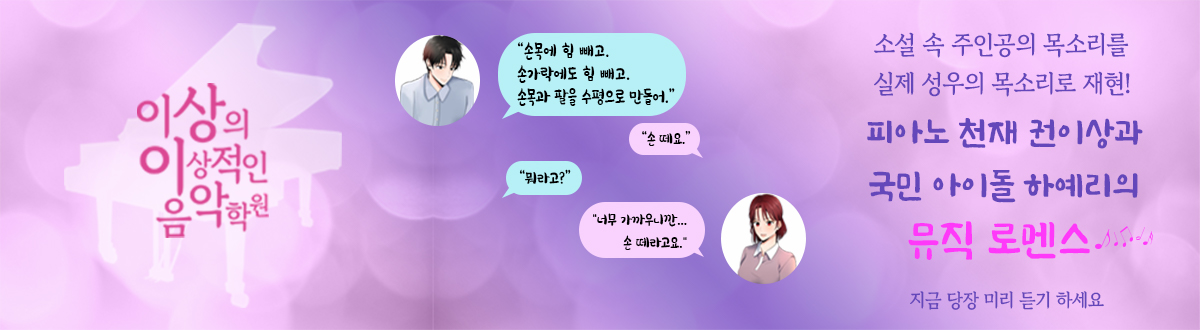 이상의
이상적인
음악학원
“손목에 힘 빼고.
손가락에도 힘 빼고.
손목과 팔을 수평으로 만들어.”
“손 떼요.”
“뭐라고?”
“너무 가까우니깐...
손 떼라고요.“
소설 속 주인공의 목소리를
실제 성우의 목소리로 재현!
피아노 천재 권이상과
국민 아이돌 하예리의
뮤직 로멘스
지금 당장 미리 듣기 하세요